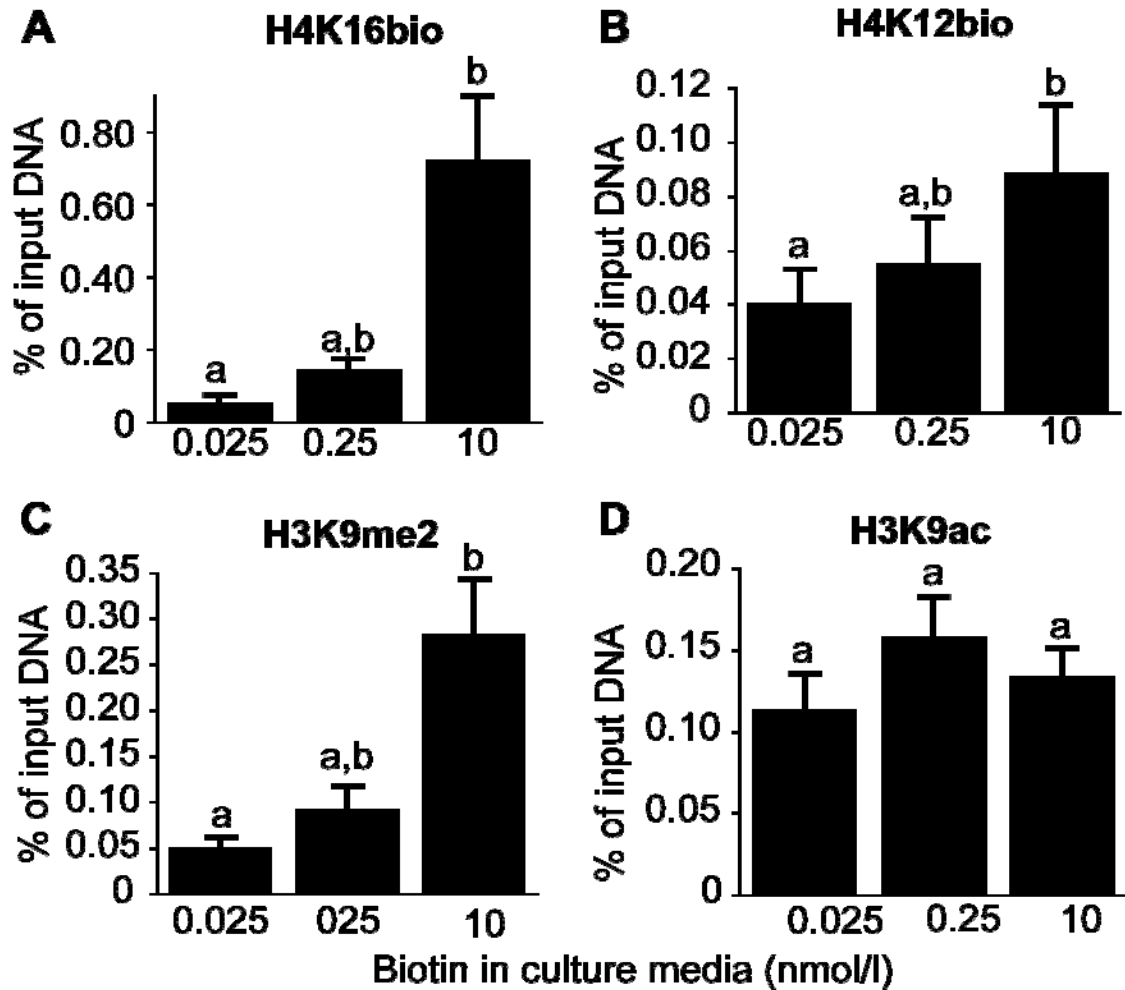 A
H4K16bio
% of input DNA
0.80
0.60
0.40
0.20
0
a
a,b
b
0.025
0.25
10
B
H4K12bio
% of input DNA
0.12
0.10
0.08
0.06
0.04
0.02
0
a
a,b
b
0.025
0.25
10
C
H3K9me2
% of input DNA
0.35
0.30
0.25
0.20
0.15
0.10
0.05
0
a
a,b
b
0.025
025
10
D
H3K9ac
% of input DNA
0.20
0.15
0.10
0.05
0
a
a
a
0.025
0.25
10
Biotin in culture media (nmol/l)